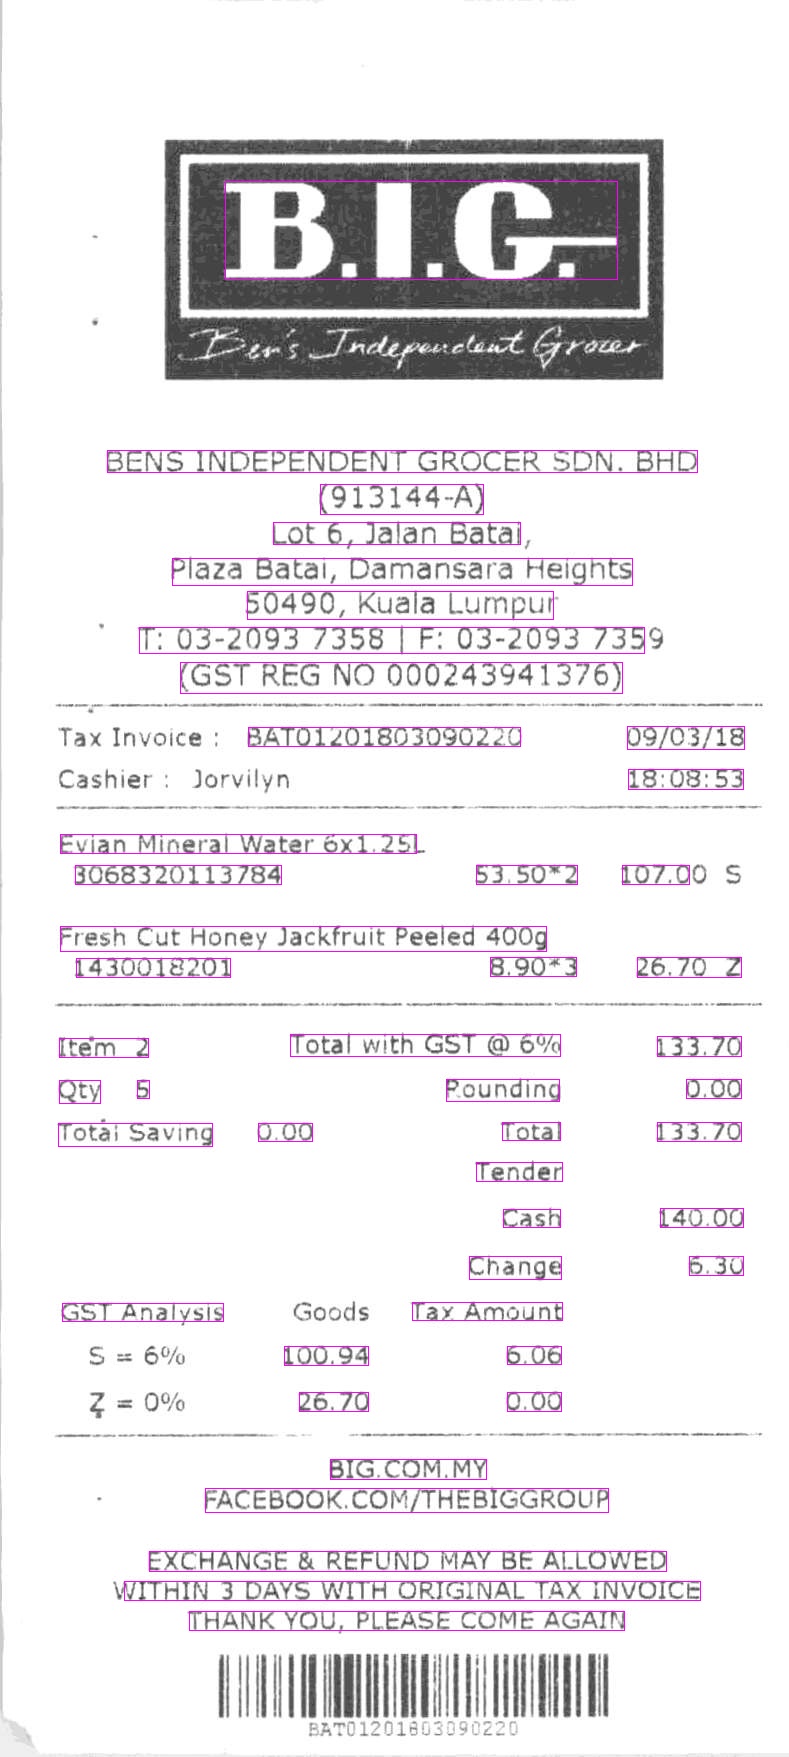 B.I.G.
Ben's Independent Grocer
BENS INDEPENDENT GROCER SDN. BHD
(913144-A)
Lot 6, Jalan Batai,
Plaza Batai, Damansara Heights
50490, Kuala Lumpur
T: 03-2093 7358 | F: 03-2093 7359
(GST REG NO 000243941376)
Tax Invoice : BAT01201803090220 09/03/18
Cashier : Jorvilyn 18:08:53
Evian Mineral Water 6x1.25L
3068320113784 53.50*2 107.00 S
Fresh Cut Honey Jackfruit Peeled 400g
1430018201 8.90*3 26.70 Z
Item 2 Total with GST @ 6% 133.70
Qty 5 Rounding 0.00
Total Saving 0.00 Total 133.70
Tender
Cash 140.00
Change 6.30
GST Analysis Goods Tax Amount
S = 6% 100.94 6.06
Z = 0% 26.70 0.00
BIG.COM.MY
FACEBOOK.COM/THEBIGGROUP
EXCHANGE & REFUND MAY BE ALLOWED
WITHIN 3 DAYS WITH ORIGINAL TAX INVOICE
THANK YOU, PLEASE COME AGAIN
BAT01201803090220